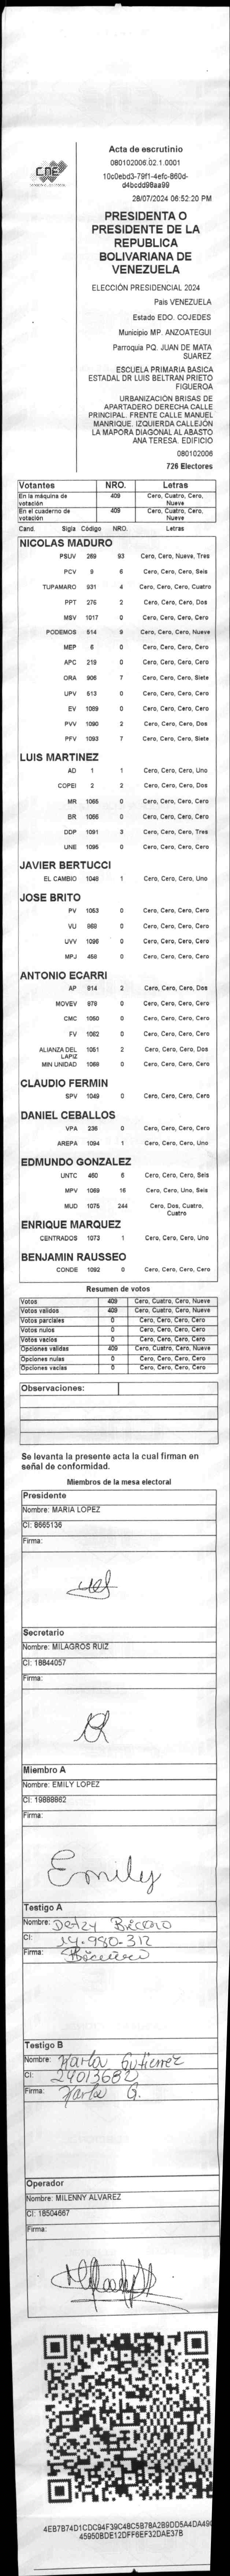 CNE
Acta de escrutinio
080102006.02.1.0001
10c0ebd3-79f1-4efc-860d-
d4bcdd98aa99
28/07/2024 06:52:20 PM
PRESIDENTA O
PRESIDENTE DE LA
REPUBLICA
BOLIVARIANA DE
VENEZUELA
ELECCIÓN PRESIDENCIAL 2024
Pais VENEZUELA
Estado EDO. COJEDES
Municipio MP. ANZOATEGUI
Parroquia PQ. JUAN DE MATA
SUAREZ
ESCUELA PRIMARIA BASICA
ESTADAL DR LUIS BELTRAN PRIETO
FIGUEROA
URBANIZACIÓN BRISAS DE
APARTADERO DERECHA CALLE
PRINCIPAL. FRENTE CALLE MANUEL
MANRIQUE. IZQUIERDA CALLEJÓN
LA MAPORA DIAGONAL AL ABASTO
ANA TERESA. EDIFICIO
080102006
726 Electores
Votantes NRO. Letras
En la máquina de votación 409 Cero, Cuatro, Cero, Nueve
En el cuaderno de votación 409 Cero, Cuatro, Cero, Nueve
Cand. Sigla Código NRO. Letras
NICOLAS MADURO
PSUV 269 93 Cero, Cero, Nueve, Tres
PCV 9 6 Cero, Cero, Cero, Seis
TUPAMARO 931 4 Cero, Cero, Cero, Cuatro
PPT 276 2 Cero, Cero, Cero, Dos
MSV 1017 0 Cero, Cero, Cero, Cero
PODEMOS 514 9 Cero, Cero, Cero, Nueve
MEP 6 0 Cero, Cero, Cero, Cero
APC 219 0 Cero, Cero, Cero, Cero
ORA 906 7 Cero, Cero, Cero, Siete
UPV 613 0 Cero, Cero, Cero, Cero
EV 1089 0 Cero, Cero, Cero, Cero
PVV 1090 2 Cero, Cero, Cero, Dos
PFV 1093 7 Cero, Cero, Cero, Siete
LUIS MARTINEZ
AD 1 1 Cero, Cero, Cero, Uno
COPEI 2 2 Cero, Cero, Cero, Dos
MR 1065 0 Cero, Cero, Cero, Cero
BR 1066 0 Cero, Cero, Cero, Cero
DDP 1091 3 Cero, Cero, Cero, Tres
UNE 1095 0 Cero, Cero, Cero, Cero
JAVIER BERTUCCI
EL CAMBIO 1048 1 Cero, Cero, Cero, Uno
JOSE BRITO
PV 1053 0 Cero, Cero, Cero, Cero
VU 969 0 Cero, Cero, Cero, Cero
UVV 1096 0 Cero, Cero, Cero, Cero
MPJ 459 0 Cero, Cero, Cero, Cero
ANTONIO ECARRI
AP 914 2 Cero, Cero, Cero, Dos
MOVEV 979 0 Cero, Cero, Cero, Cero
CMC 1050 0 Cero, Cero, Cero, Cero
FV 1062 0 Cero, Cero, Cero, Cero
ALIANZA DEL LAPIZ 1051 2 Cero, Cero, Cero, Dos
MIN UNIDAD 1068 0 Cero, Cero, Cero, Cero
CLAUDIO FERMIN
SPV 1049 0 Cero, Cero, Cero, Cero
DANIEL CEBALLOS
VPA 236 0 Cero, Cero, Cero, Cero
AREPA 1094 1 Cero, Cero, Cero, Uno
EDMUNDO GONZALEZ
UNTC 460 6 Cero, Cero, Cero, Seis
MPV 1069 16 Cero, Cero, Uno, Seis
MUD 1075 244 Cero, Dos, Cuatro, Cuatro
ENRIQUE MARQUEZ
CENTRADOS 1073 1 Cero, Cero, Cero, Uno
BENJAMIN RAUSSEO
CONDE 1092 0 Cero, Cero, Cero, Cero
Resumen de votos
Votos 409 Cero, Cuatro, Cero, Nueve
Votos validos 409 Cero, Cuatro, Cero, Nueve
Votos parciales 0 Cero, Cero, Cero, Cero
Votos nulos 0 Cero, Cero, Cero, Cero
Votos vacios 0 Cero, Cero, Cero, Cero
Opciones validas 409 Cero, Cuatro, Cero, Nueve
Opciones nulas 0 Cero, Cero, Cero, Cero
Opciones vacias 0 Cero, Cero, Cero, Cero
Observaciones:
Se levanta la presente acta la cual firman en
señal de conformidad.
Miembros de la mesa electoral
Presidente
Nombre: MARIA LOPEZ
CI: 8665136
Firma:
Secretario
Nombre: MILAGROS RUIZ
CI: 18844057
Firma:
Miembro A
Nombre: EMILY LOPEZ
CI: 19888862
Firma:
Emily
Testigo A
Nombre: Deizy Briceño
CI: 14.980.312
Firma: Briceño
Testigo B
Nombre: Karla Gutierrez
CI: 24013682
Firma: Karla G.
Operador
Nombre: MILENNY ALVAREZ
CI: 18504667
Firma:
4EB7B74D1CDC94F39C48C5B78A2B9DD5A4DA49
45950BDE12DFF6EF32DAE37B